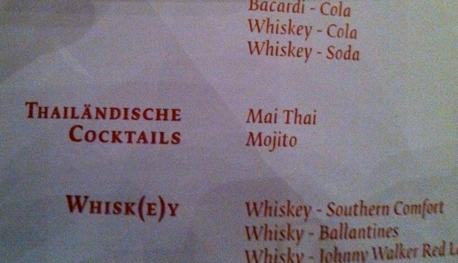 Bacardi - Cola
Whiskey - Cola
Whiskey - Soda
THAILÄNDISCHE
COCKTAILS
Mai Thai
Mojito
WHISK(E)Y
Whiskey - Southern Comfort
Whisky - Ballantines
Whisky - Johnny Walker Red